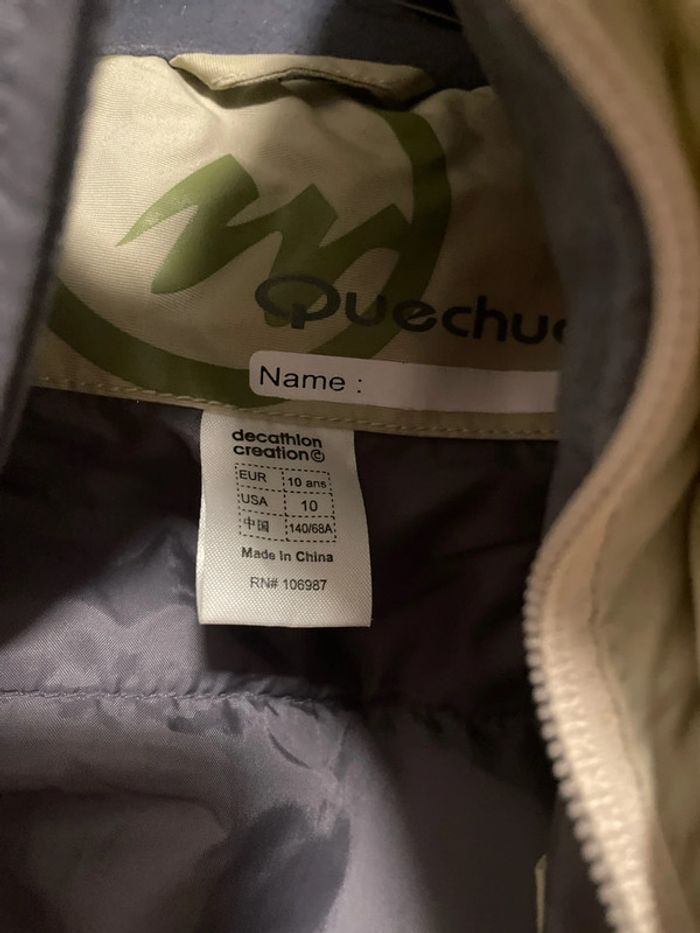 Quechua
Name :
decathlon
creation©
EUR 10 ans
USA 10
中国 140/68A
Made In China
RN# 106987